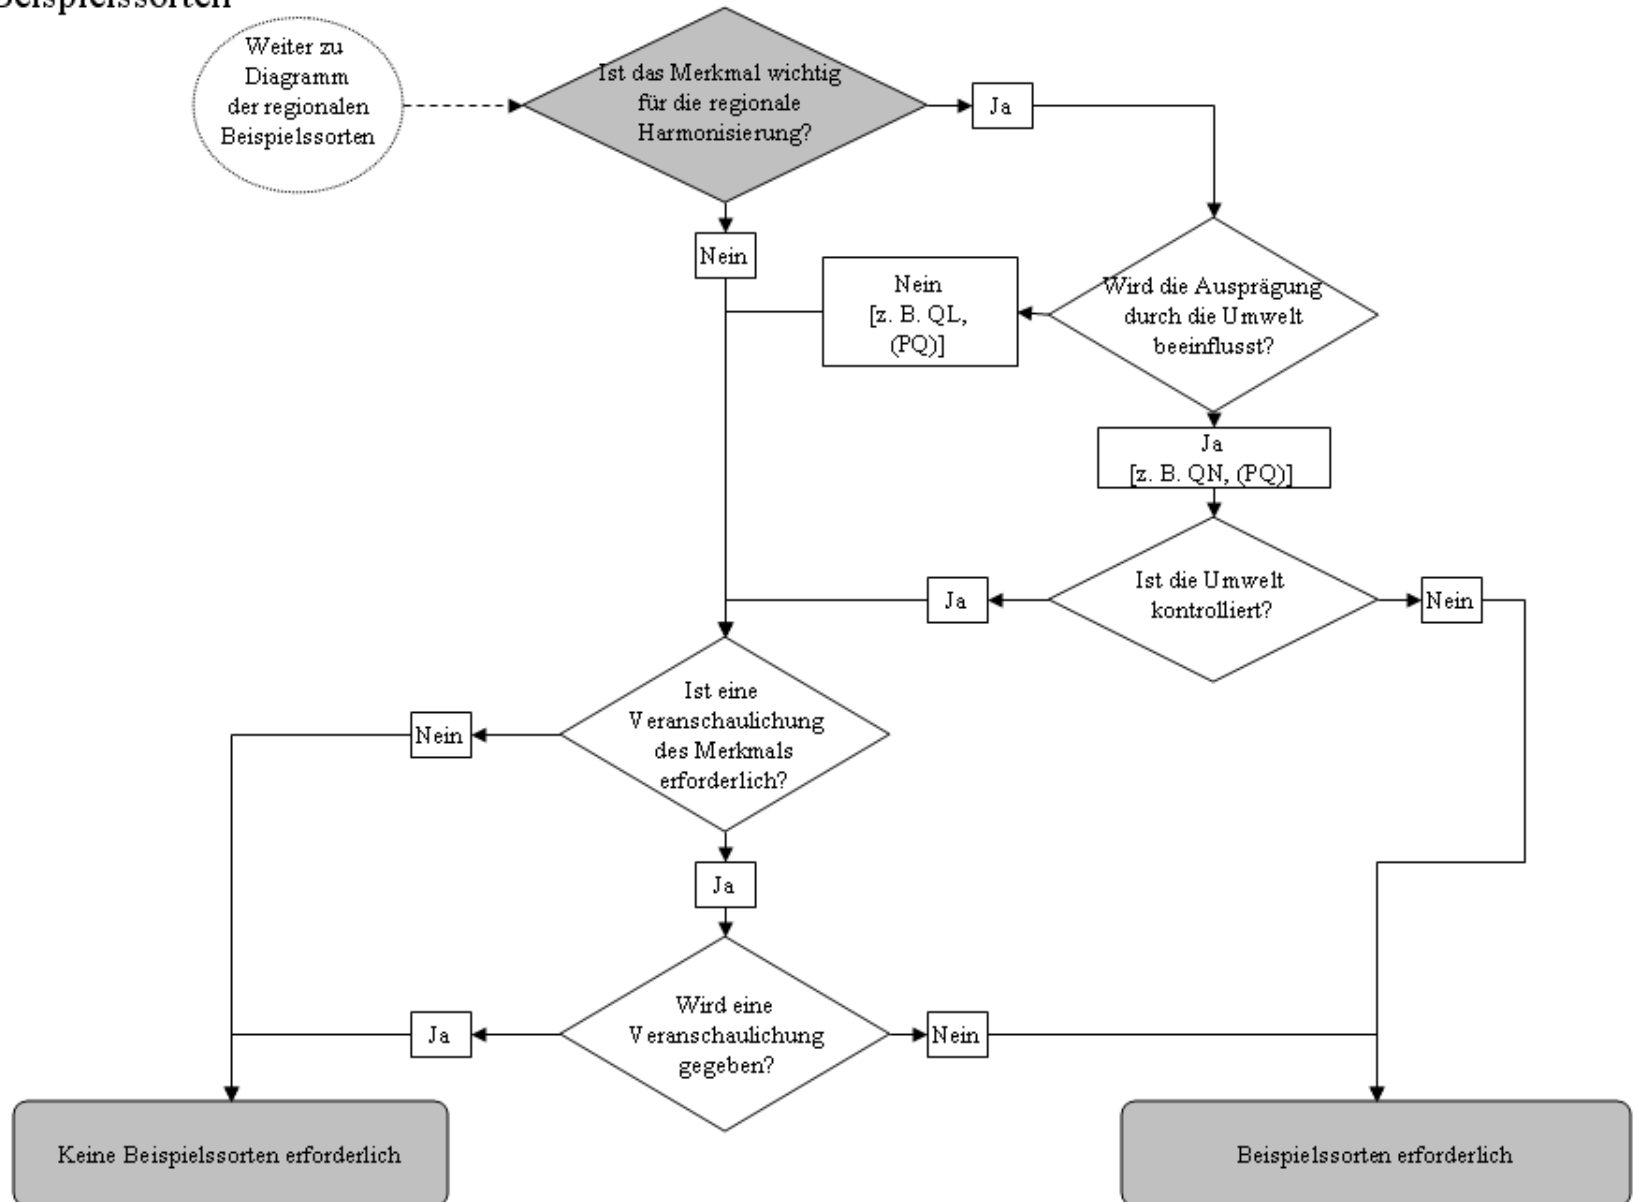 Beispielssorten
Weiter zu
Diagramm
der regionalen
Beispielssorten
Ist das Merkmal wichtig
für die regionale
Harmonisierung?
Ja
Nein
Nein
[z. B. QL,
(PQ)]
Wird die Ausprägung
durch die Umwelt
beeinflusst?
Ja
[z. B. QN, (PQ)]
Ja
Ist die Umwelt
kontrolliert?
Nein
Nein
Ist eine
Veranschaulichung
des Merkmals
erforderlich?
Ja
Ja
Wird eine
Veranschaulichung
gegeben?
Nein
Keine Beispielssorten erforderlich
Beispielssorten erforderlich